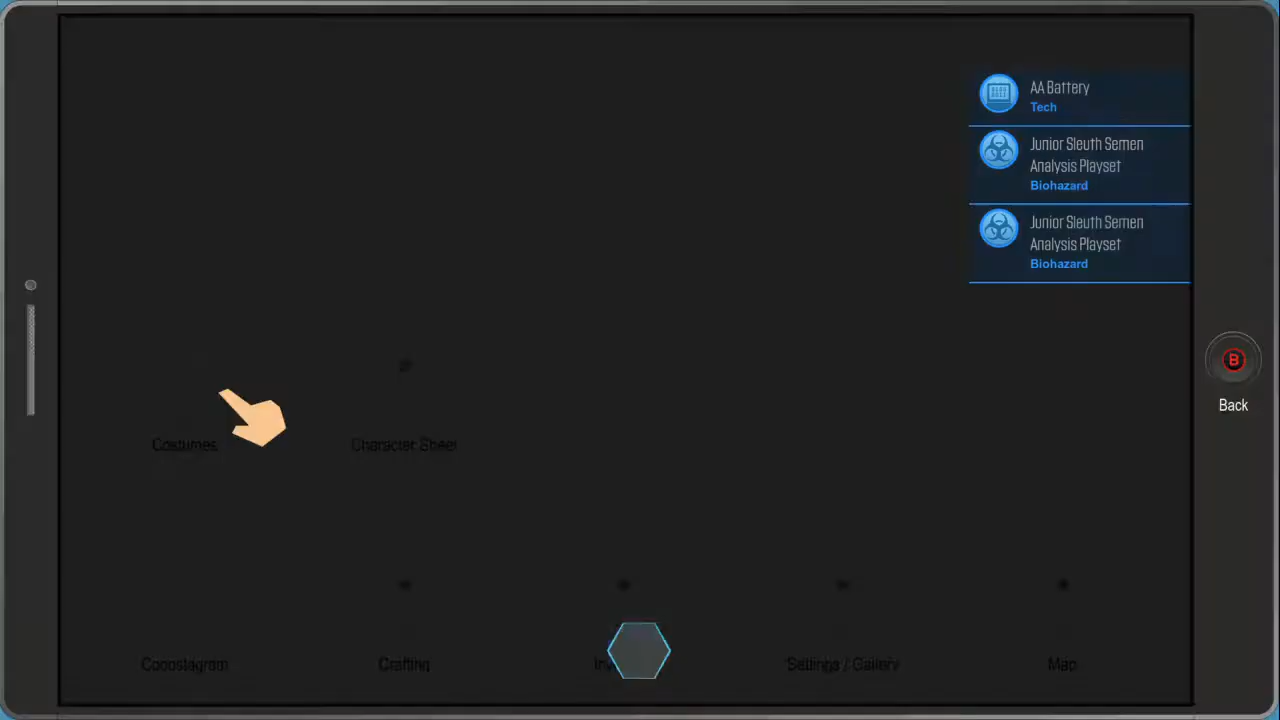 AA Battery
Tech
Junior Sleuth Semen
Analysis Playset
Biohazard
Junior Sleuth Semen
Analysis Playset
Biohazard
B
Back
Costumes
Character Sheet
Coonstagram
Crafting
Settings / Gallery
Map